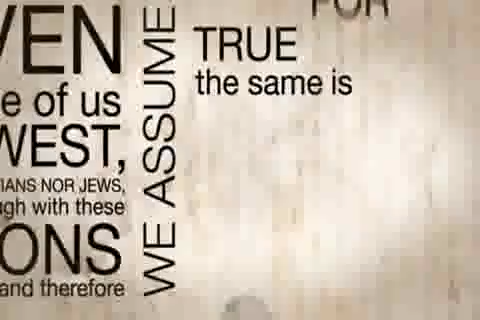 VEN
e of us
WEST,
IANS NOR JEWS,
ugh with these
ONS
and therefore
WE ASSUME
FOR
TRUE
the same is